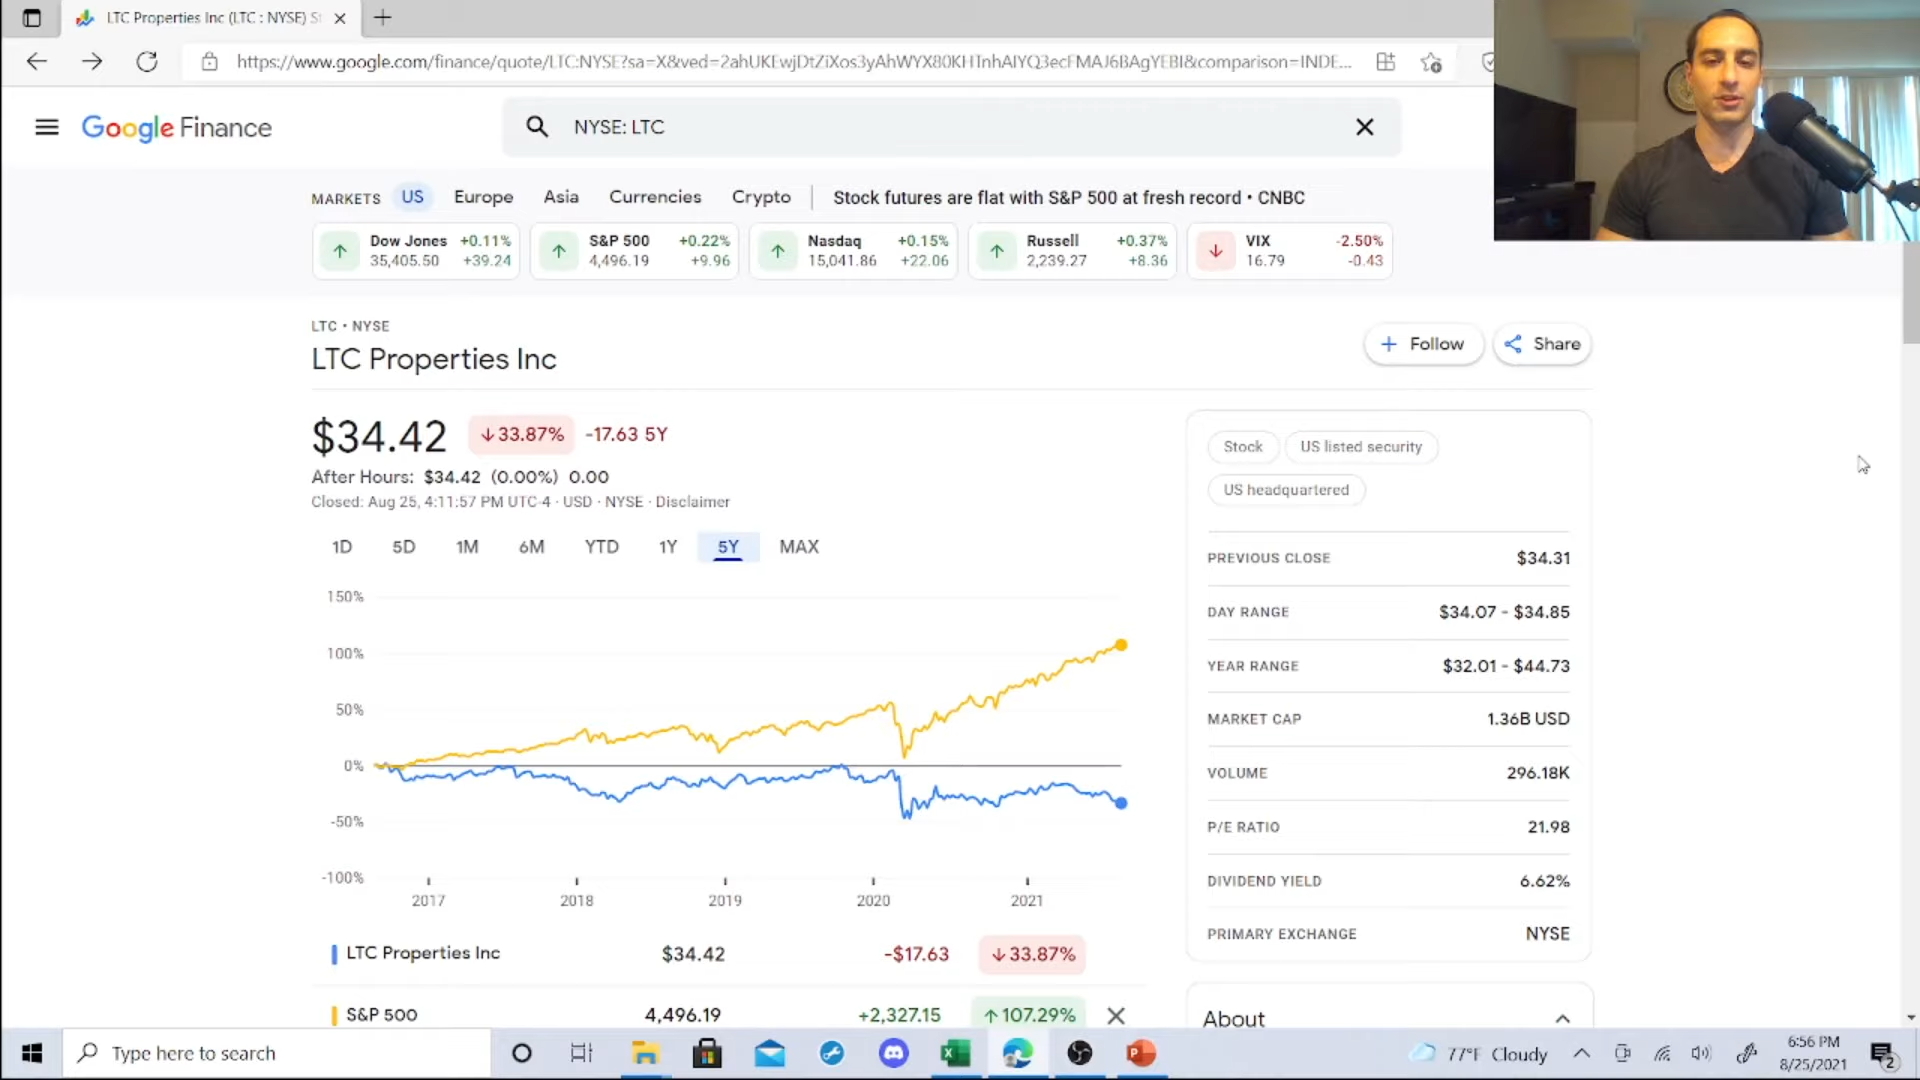 LTC Properties Inc (LTC : NYSE) S
https://www.google.com/finance/quote/LTC:NYSE?sa=X&ved=2ahUKEwjDtZiXos3yAhWYX80KHTnhAlYQ3ecFMAJ6BAgYEBI&comparison=INDE...
Google Finance
NYSE: LTC
MARKETS US Europe Asia Currencies Crypto Stock futures are flat with S&P 500 at fresh record • CNBC
Dow Jones +0.11% S&P 500 +0.22% Nasdaq +0.15% Russell +0.37% VIX -2.50%
35,405.50 +39.24 4,496.19 +9.96 15,041.86 +22.06 2,239.27 +8.36 16.79 -0.43
LTC • NYSE
LTC Properties Inc
+ Follow Share
$34.42 ↓33.87% -17.63 5Y
After Hours: $34.42 (0.00%) 0.00
Closed: Aug 25, 4:11:57 PM UTC-4 · USD · NYSE · Disclaimer
1D 5D 1M 6M YTD 1Y 5Y MAX
150%
100%
50%
0%
-50%
-100%
2017 2018 2019 2020 2021
LTC Properties Inc $34.42 -$17.63 ↓33.87%
S&P 500 4,496.19 +2,327.15 ↑107.29%
Stock US listed security
US headquartered
PREVIOUS CLOSE $34.31
DAY RANGE $34.07 - $34.85
YEAR RANGE $32.01 - $44.73
MARKET CAP 1.36B USD
VOLUME 296.18K
P/E RATIO 21.98
DIVIDEND YIELD 6.62%
PRIMARY EXCHANGE NYSE
About
Type here to search
77°F Cloudy
6:56 PM
8/25/2021
2